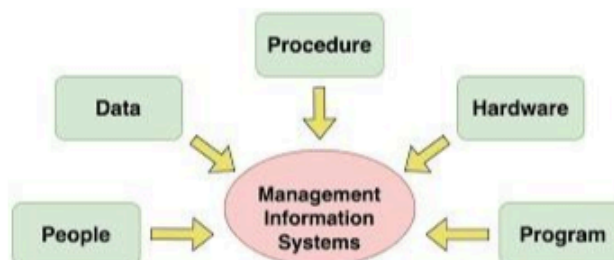 Procedure
Data
Hardware
Management
Information
Systems
People
Program